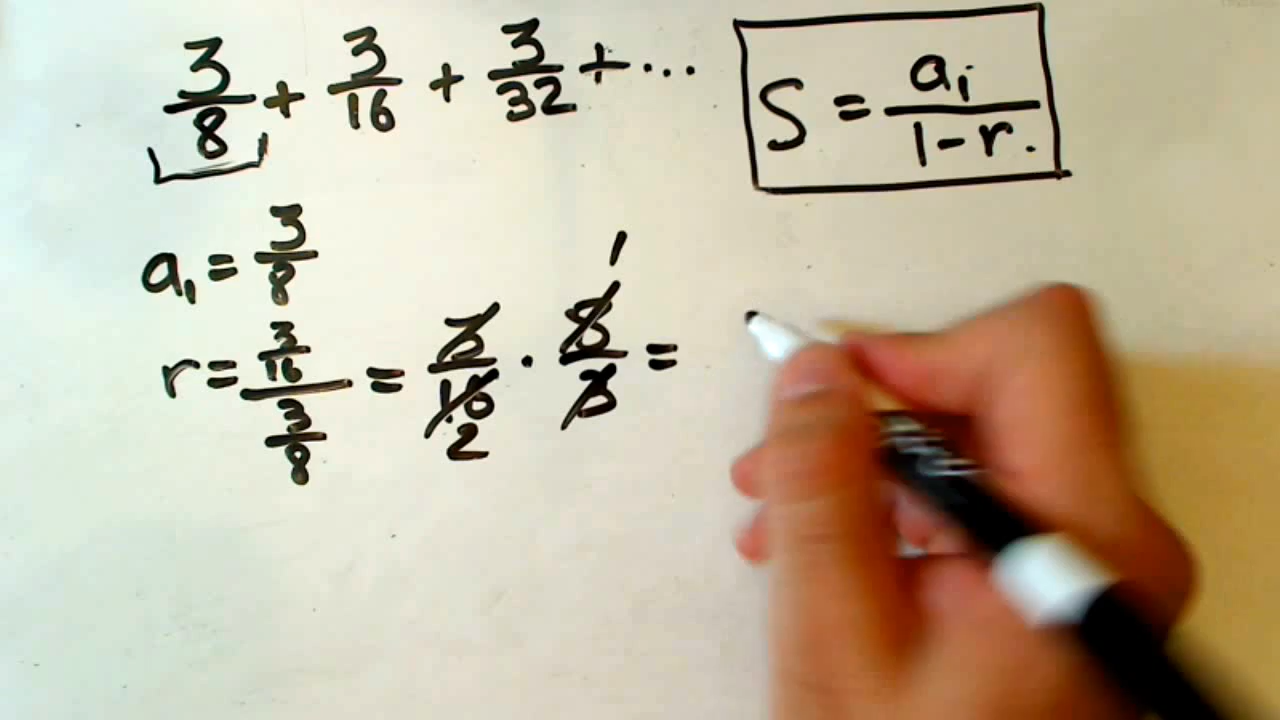 3/8 + 3/16 + 3/32 + ...
S = a₁/(1-r.)
a₁ = 3/8
r = (3/16)/(3/8) = 3/16 · 8/3 =
1
2